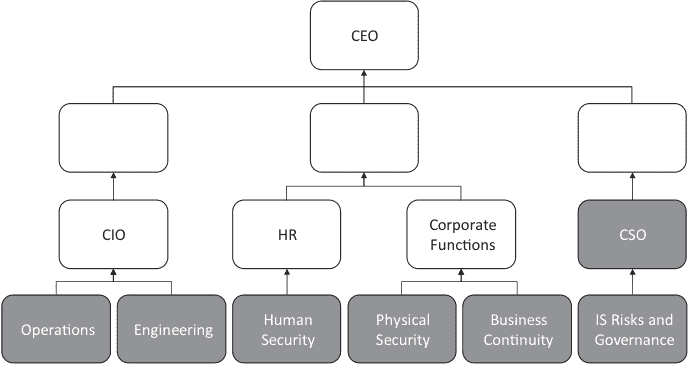 CEO
CIO
HR
Corporate
Functions
CSO
Operations
Engineering
Human
Security
Physical
Security
Business
Continuity
IS Risks and
Governance